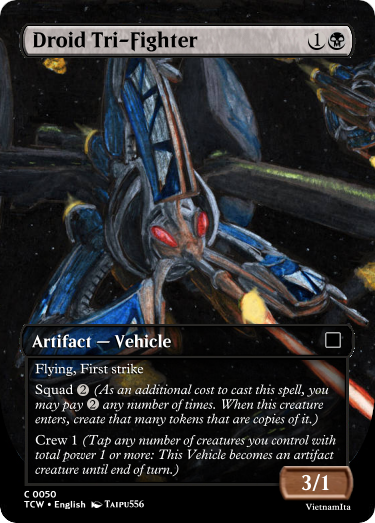 Droid Tri-Fighter 1
Artifact — Vehicle
Flying, First strike
Squad 2 (As an additional cost to cast this spell, you
may pay 2 any number of times. When this creature
enters, create that many tokens that are copies of it.)
Crew 1 (Tap any number of creatures you control with
total power 1 or more: This Vehicle becomes an artifact
creature until end of turn.)
3/1
C 0050
TCW • English Taipu556
VietnamIta